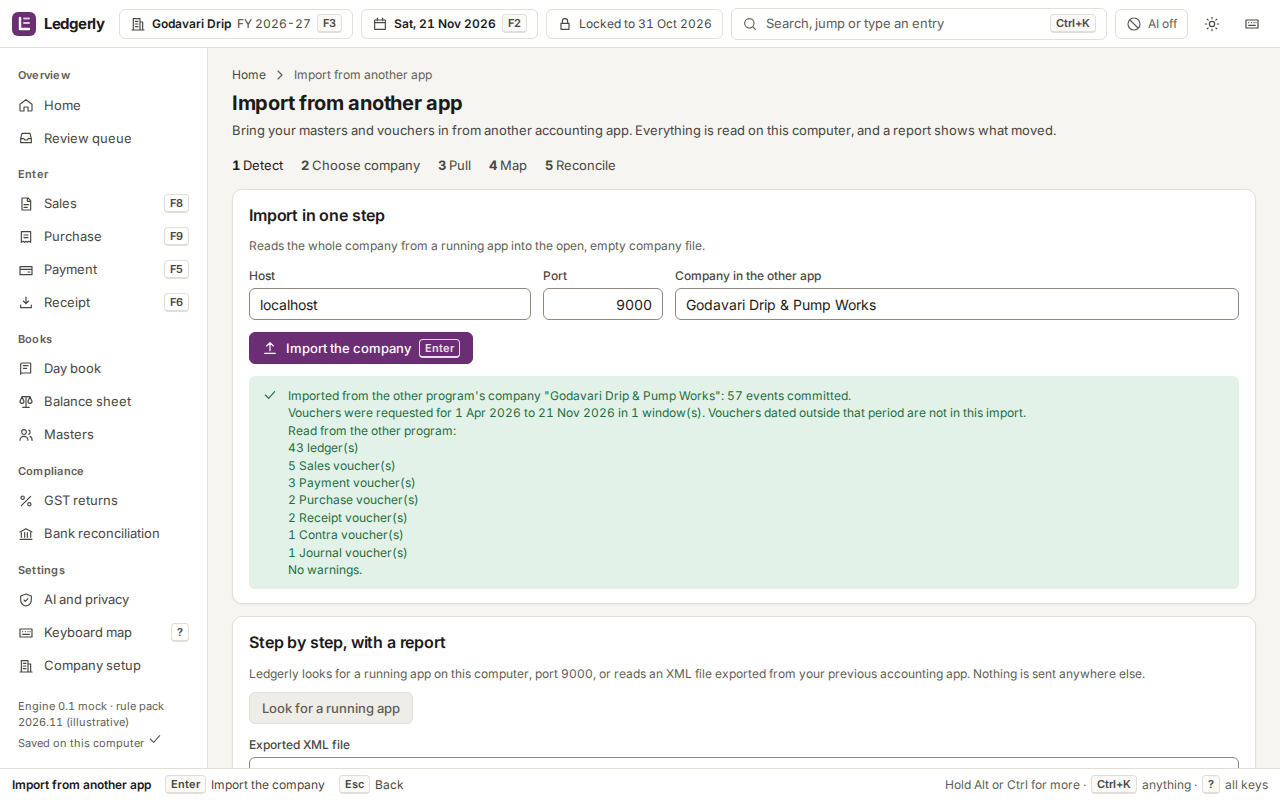 Ledgerly
Godavari Drip FY 2026-27 F3
Sat, 21 Nov 2026 F2
Locked to 31 Oct 2026
Search, jump or type an entry Ctrl+K
AI off
Overview
Home
Review queue
Enter
Sales F8
Purchase F9
Payment F5
Receipt F6
Books
Day book
Balance sheet
Masters
Compliance
GST returns
Bank reconciliation
Settings
AI and privacy
Keyboard map ?
Company setup
Engine 0.1 mock · rule pack
2026.11 (illustrative)
Saved on this computer
Home > Import from another app
Import from another app
Bring your masters and vouchers in from another accounting app. Everything is read on this computer, and a report shows what moved.
1 Detect 2 Choose company 3 Pull 4 Map 5 Reconcile
Import in one step
Reads the whole company from a running app into the open, empty company file.
Host Port Company in the other app
localhost 9000 Godavari Drip & Pump Works
Import the company Enter
Imported from the other program's company "Godavari Drip & Pump Works": 57 events committed.
Vouchers were requested for 1 Apr 2026 to 21 Nov 2026 in 1 window(s). Vouchers dated outside that period are not in this import.
Read from the other program:
43 ledger(s)
5 Sales voucher(s)
3 Payment voucher(s)
2 Purchase voucher(s)
2 Receipt voucher(s)
1 Contra voucher(s)
1 Journal voucher(s)
No warnings.
Step by step, with a report
Ledgerly looks for a running app on this computer, port 9000, or reads an XML file exported from your previous accounting app. Nothing is sent anywhere else.
Look for a running app
Exported XML file
Import from another app Enter Import the company Esc Back
Hold Alt or Ctrl for more · Ctrl+K anything · ? all keys